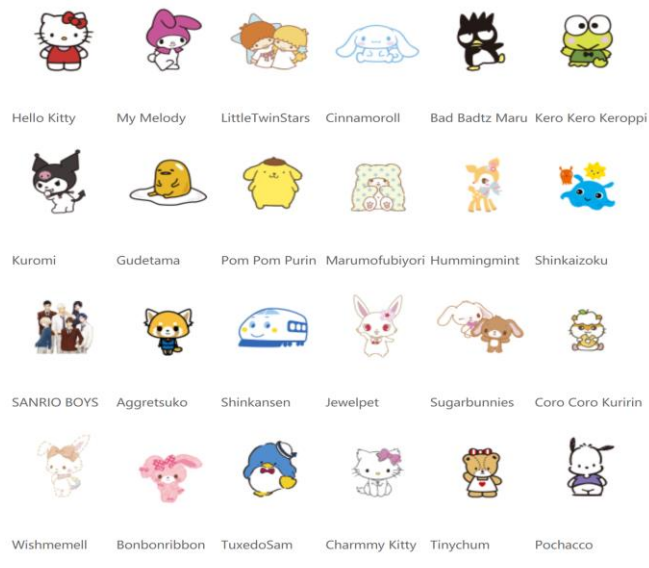 Hello Kitty My Melody LittleTwinStars Cinnamoroll Bad Badtz Maru Kero Kero Keroppi
Kuromi Gudetama Pom Pom Purin Marumofubiyori Hummingmint Shinkaizoku
SANRIO BOYS Aggretsuko Shinkansen Jewelpet Sugarbunnies Coro Coro Kuririn
Wishmemell Bonbonribbon TuxedoSam Charmmy Kitty Tinychum Pochacco